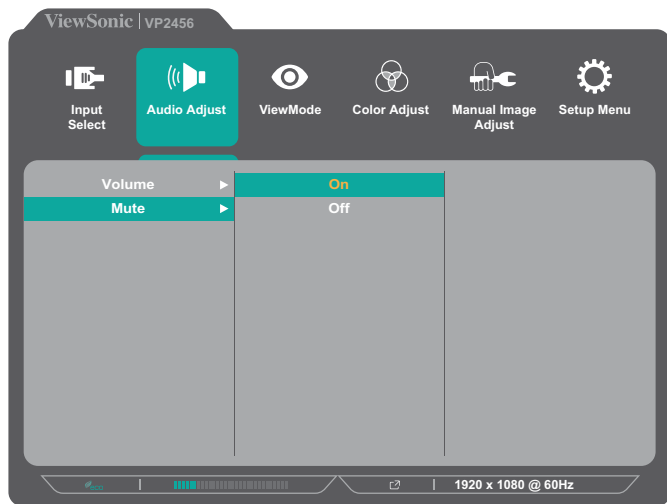 ViewSonic | VP2456
Input Select
Audio Adjust
ViewMode
Color Adjust
Manual Image Adjust
Setup Menu
Volume
Mute
On
Off
1920 x 1080 @ 60Hz